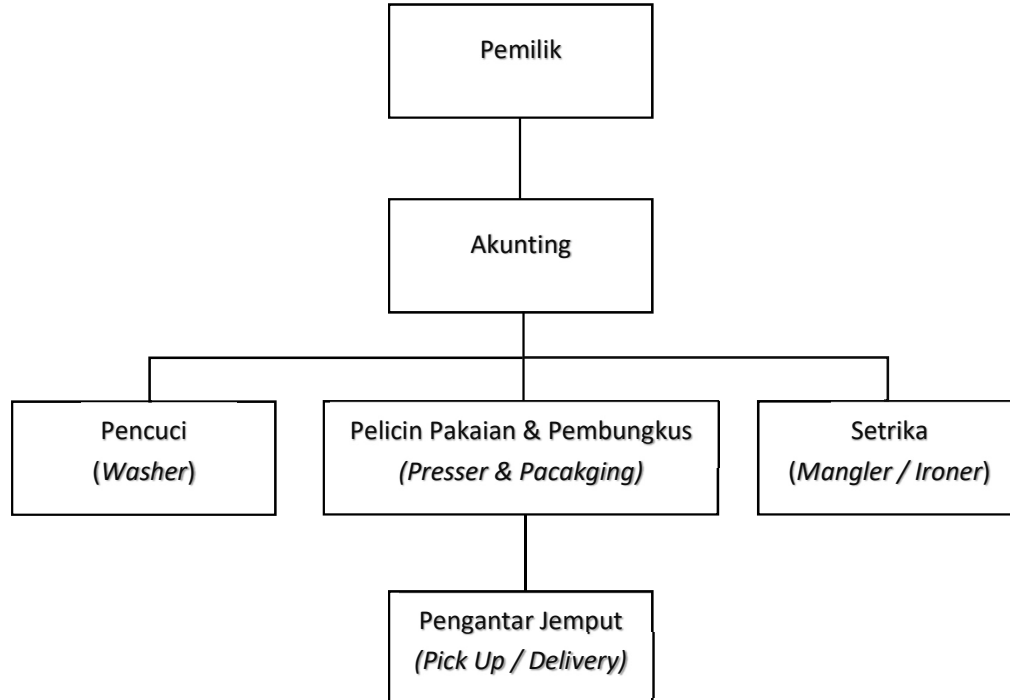 Pemilik
Akunting
Pencuci
(Washer)
Pelicin Pakaian & Pembungkus
(Presser & Pacakging)
Setrika
(Mangler / Ironer)
Pengantar Jemput
(Pick Up / Delivery)